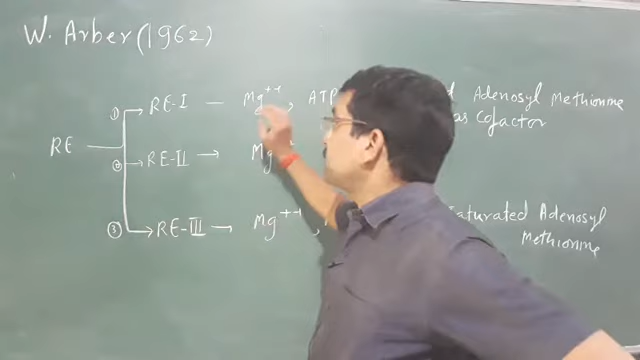 W. Arber (1962)
① RE-I — Mg++, ATP d Adenosyl Methionine
as Cofactor
RE ② RE-II → Mg
③ RE-III — Mg++, Saturated Adenosyl
Methionine